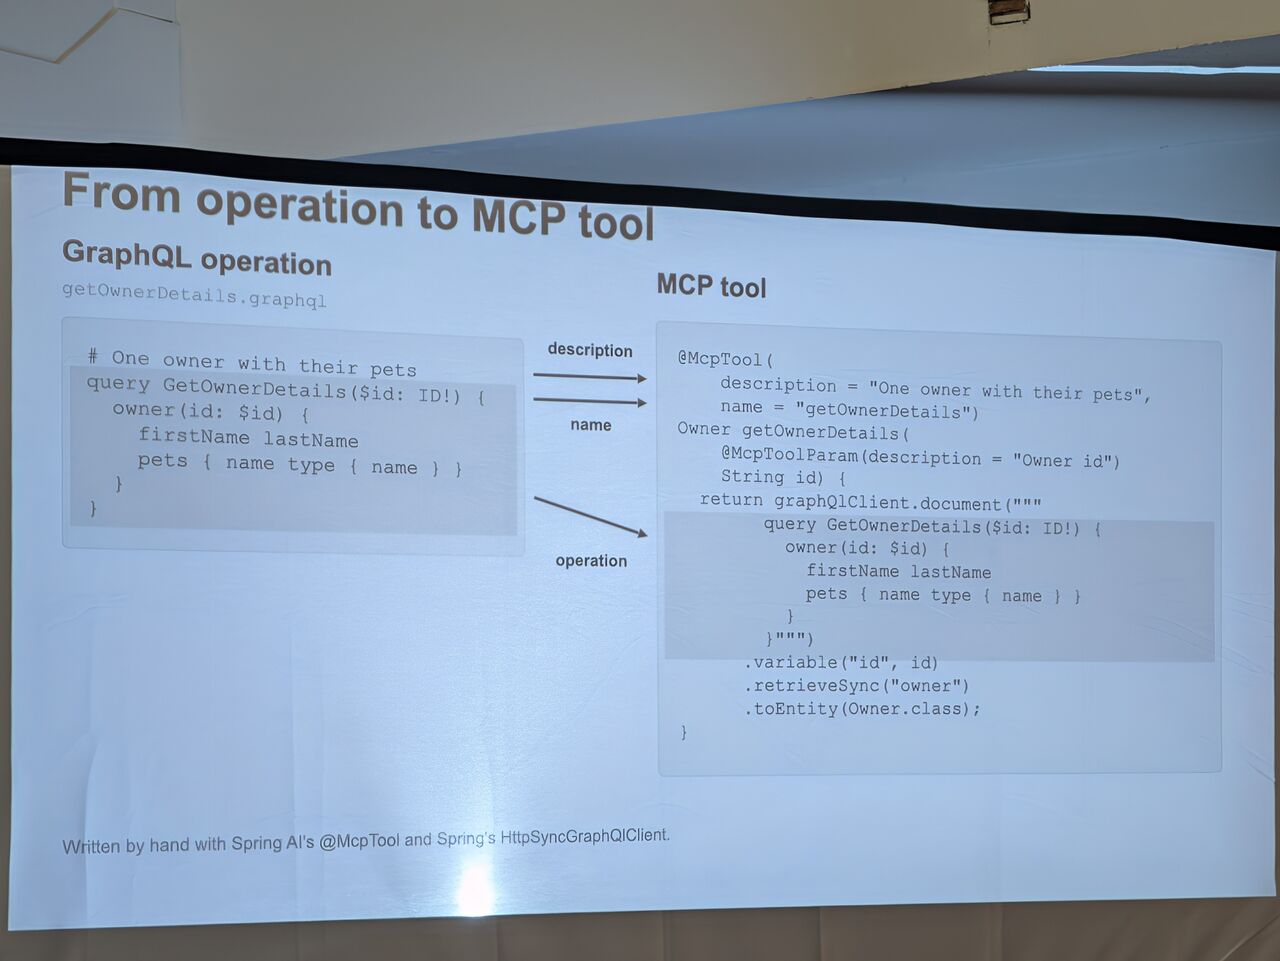 From operation to MCP tool
GraphQL operation
getOwnerDetails.graphql
# One owner with their pets
query GetOwnerDetails($id: ID!) {
  owner(id: $id) {
    firstName lastName
    pets { name type { name } }
  }
}
description
name
operation
MCP tool
@McpTool(
    description = "One owner with their pets",
    name = "getOwnerDetails")
Owner getOwnerDetails(
    @McpToolParam(description = "Owner id")
    String id) {
  return graphQlClient.document("""
        query GetOwnerDetails($id: ID!) {
          owner(id: $id) {
            firstName lastName
            pets { name type { name } }
          }
        }""")
      .variable("id", id)
      .retrieveSync("owner")
      .toEntity(Owner.class);
}
Written by hand with Spring AI's @McpTool and Spring's HttpSyncGraphQlClient.